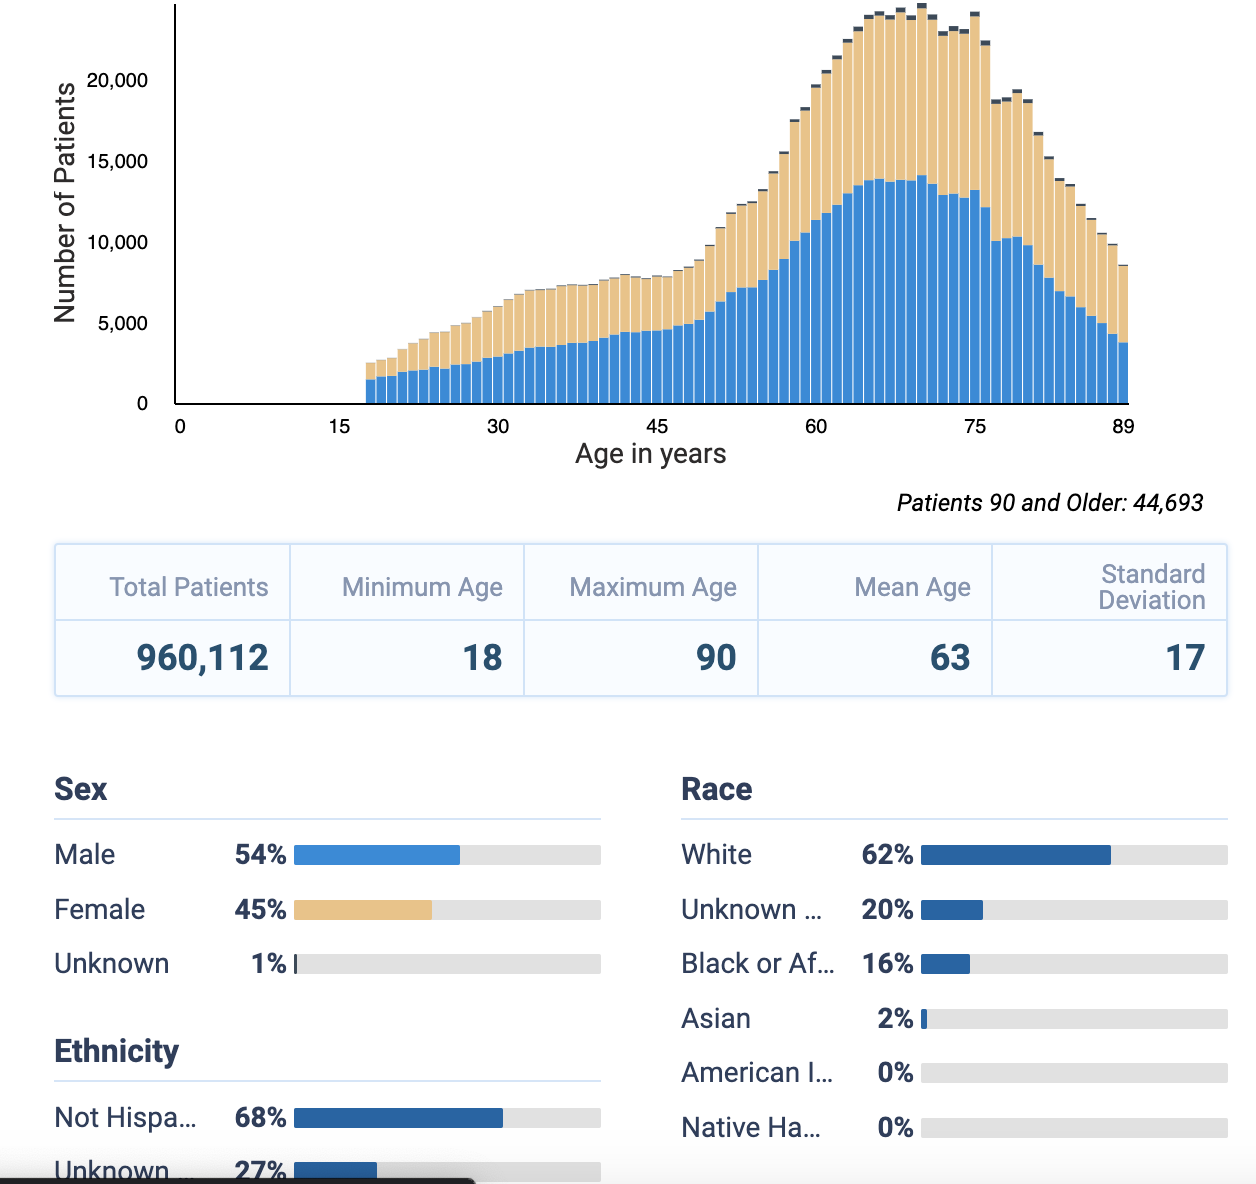 20,000
15,000
10,000
5,000
0
Number of Patients
0 15 30 45 60 75 89
Age in years
Patients 90 and Older: 44,693
Total Patients Minimum Age Maximum Age Mean Age Standard Deviation
960,112 18 90 63 17
Sex
Male 54%
Female 45%
Unknown 1%
Ethnicity
Not Hispa... 68%
Unknown ... 27%
Race
White 62%
Unknown ... 20%
Black or Af... 16%
Asian 2%
American I... 0%
Native Ha... 0%